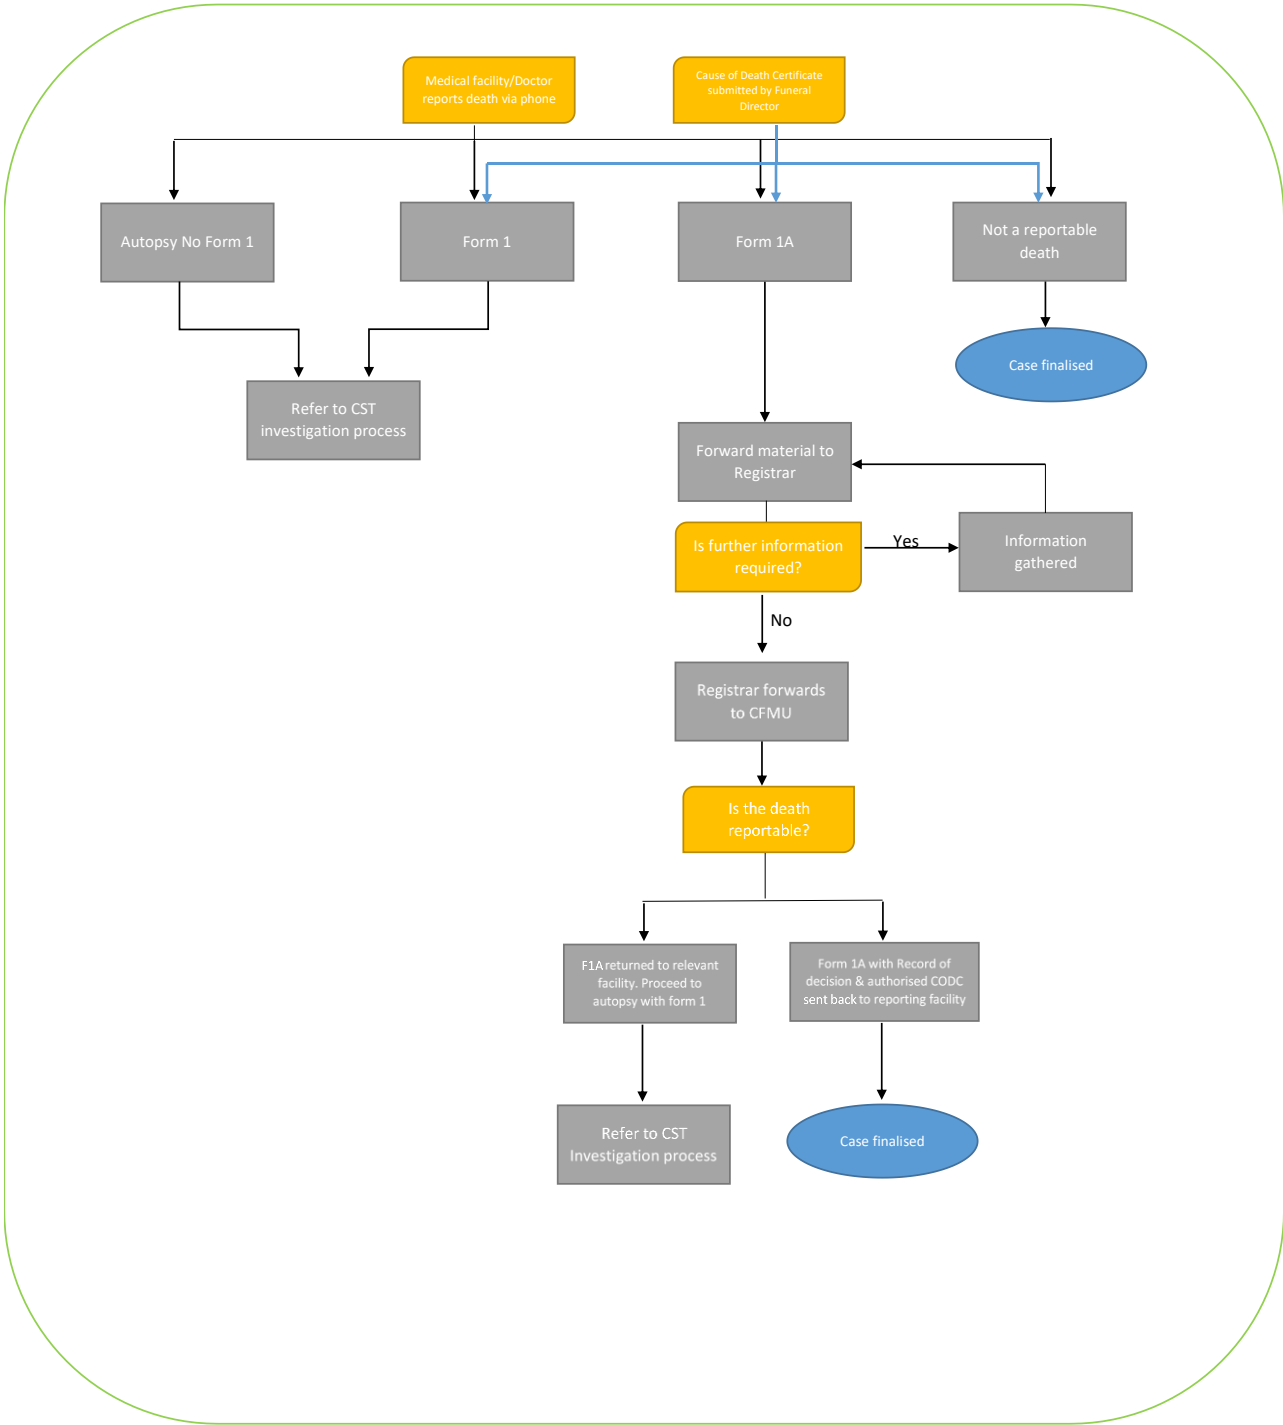 Medical facility/Doctor
reports death via phone
Cause of Death Certificate
submitted by Funeral
Director
Autopsy No Form 1
Form 1
Form 1A
Not a reportable
death
Case finalised
Refer to CST
investigation process
Forward material to
Registrar
Is further information
required?
Yes
Information
gathered
No
Registrar forwards
to CFMU
Is the death
reportable?
F1A returned to relevant
facility. Proceed to
autopsy with form 1
Form 1A with Record of
decision & authorised CODC
sent back to reporting facility
Refer to CST
Investigation process
Case finalised